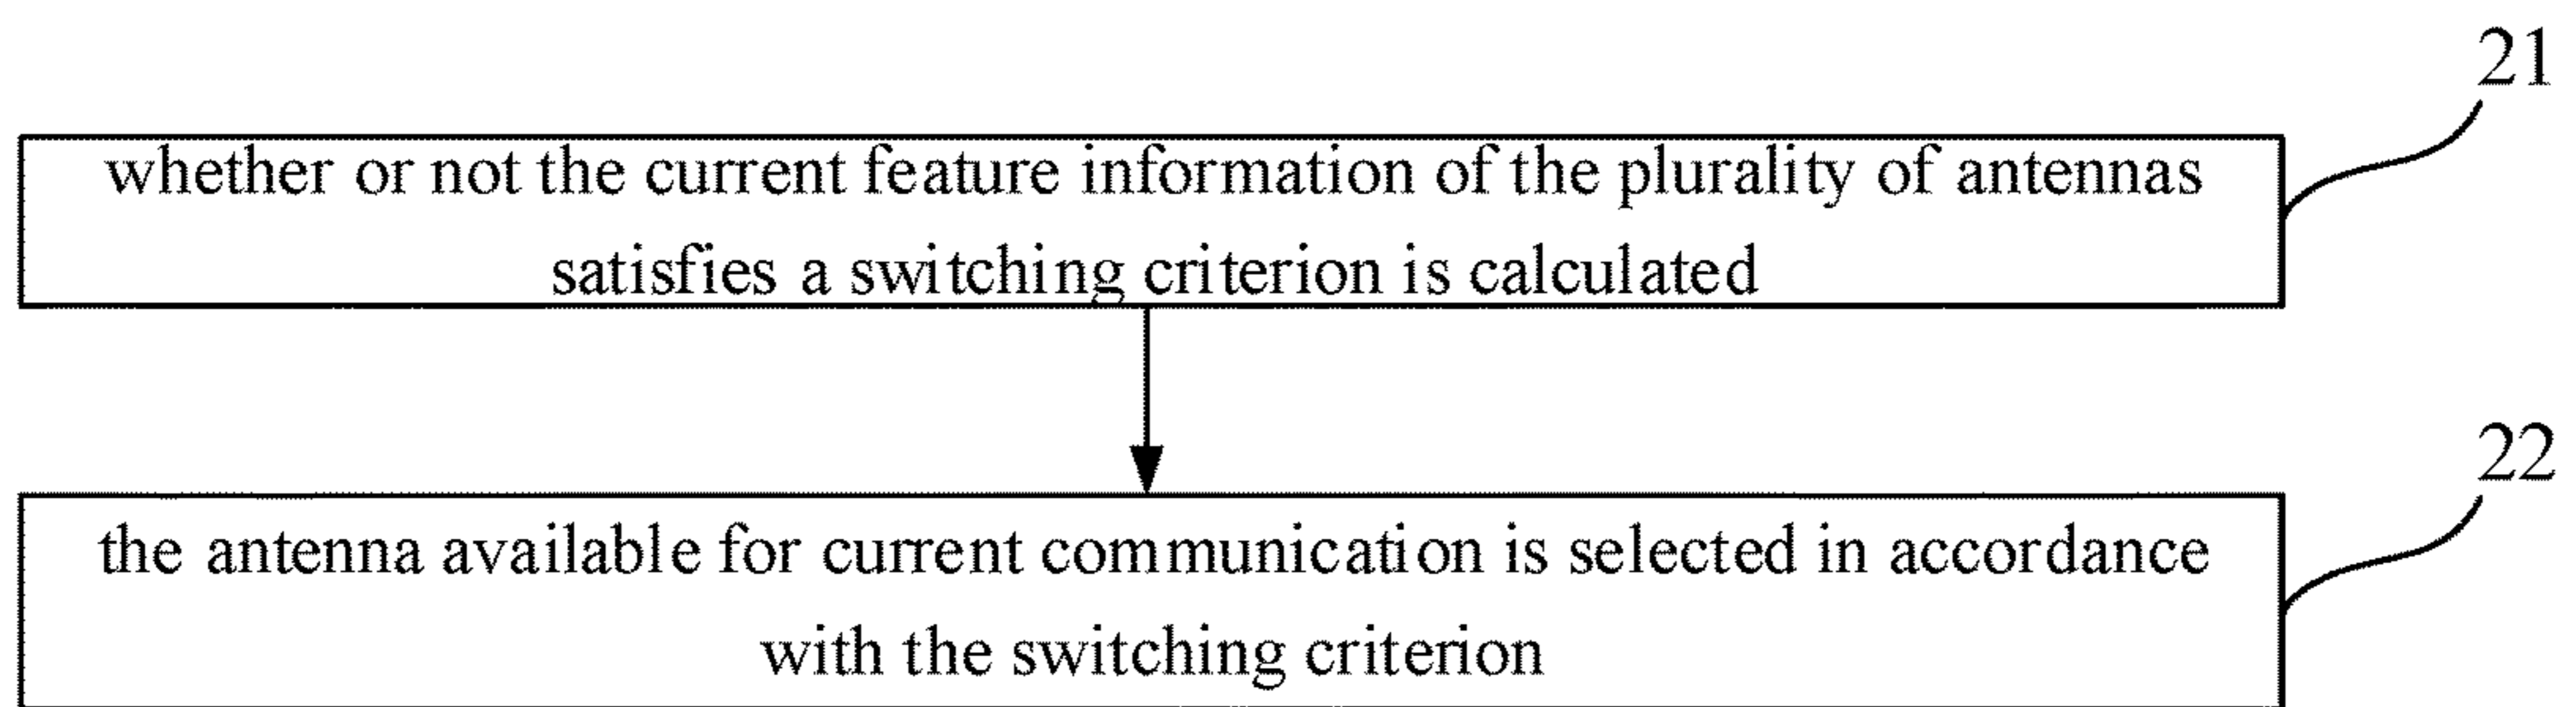 21
whether or not the current feature information of the plurality of antennas
satisfies a switching criterion is calculated
22
the antenna available for current communication is selected in accordance
with the switching criterion